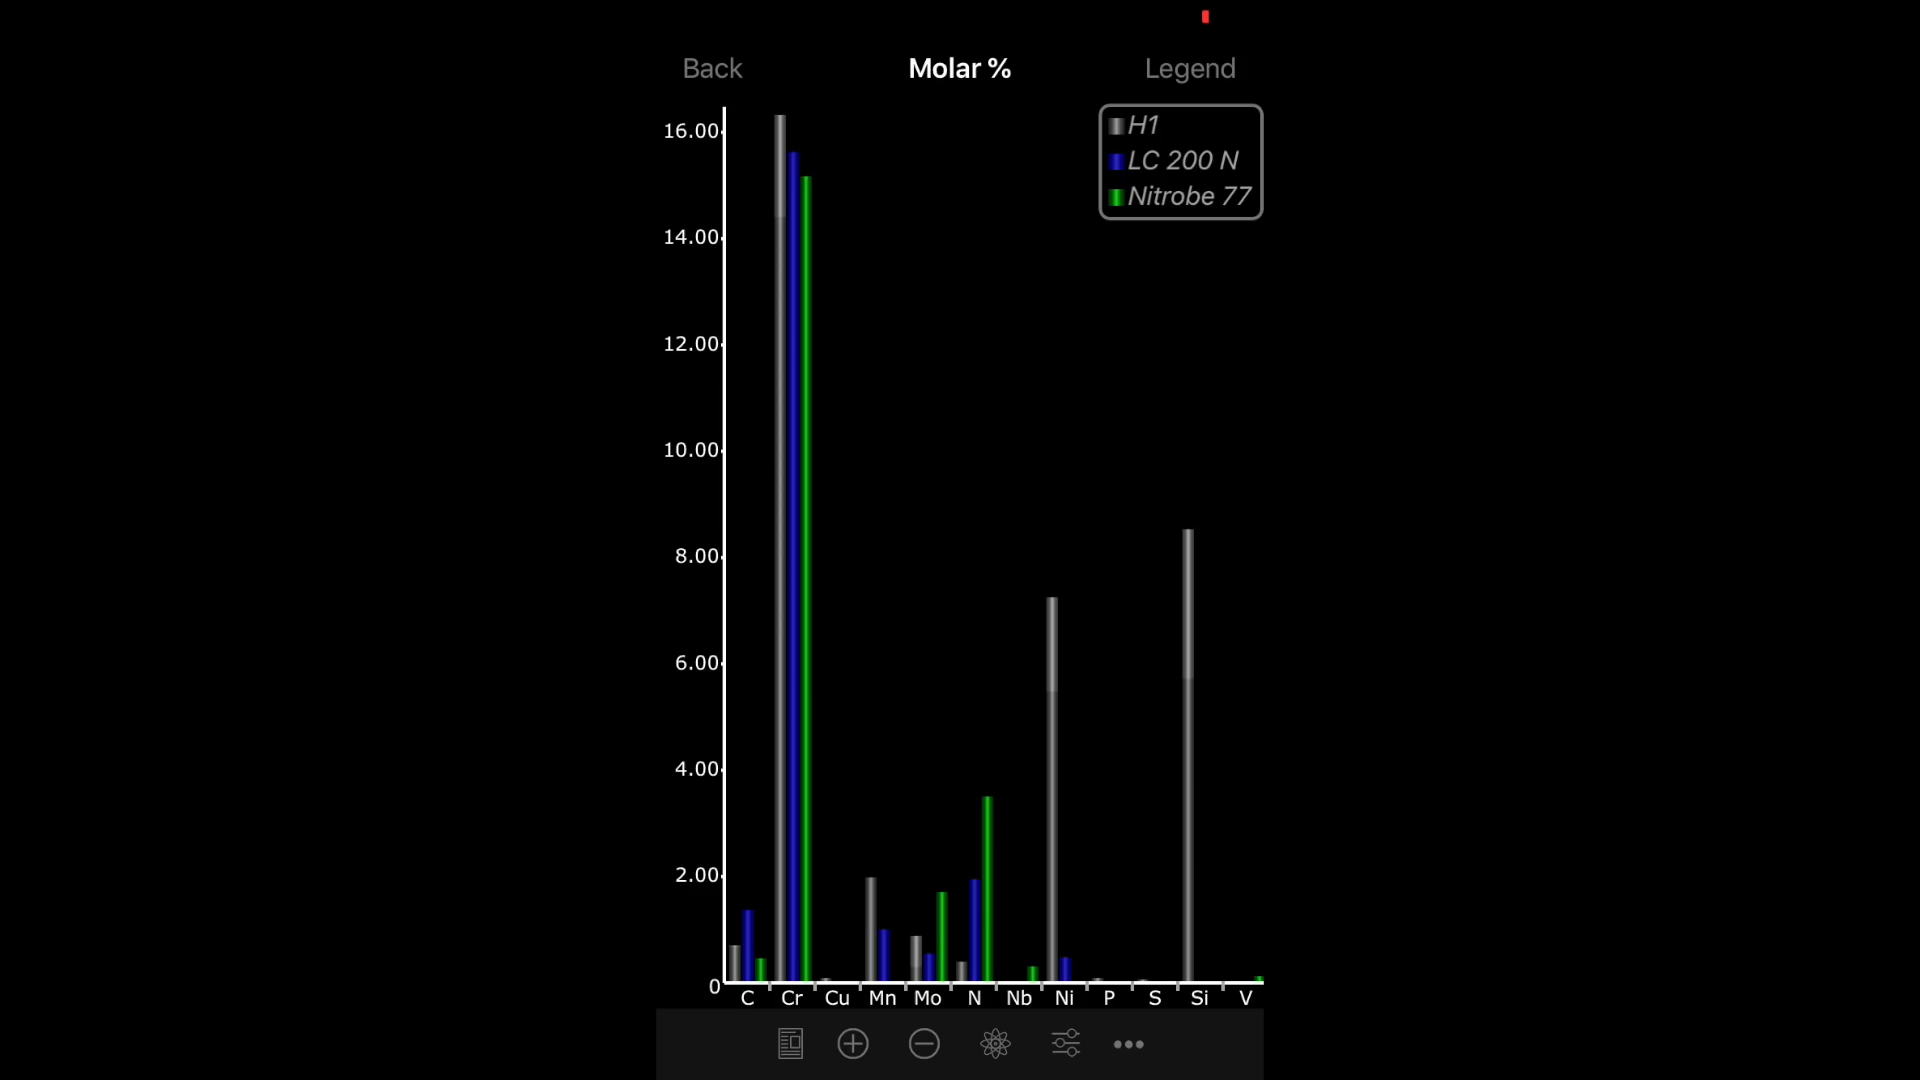 Back Molar % Legend
H1
LC 200 N
Nitrobe 77
16.00
14.00
12.00
10.00
8.00
6.00
4.00
2.00
0
C Cr Cu Mn Mo N Nb Ni P S Si V